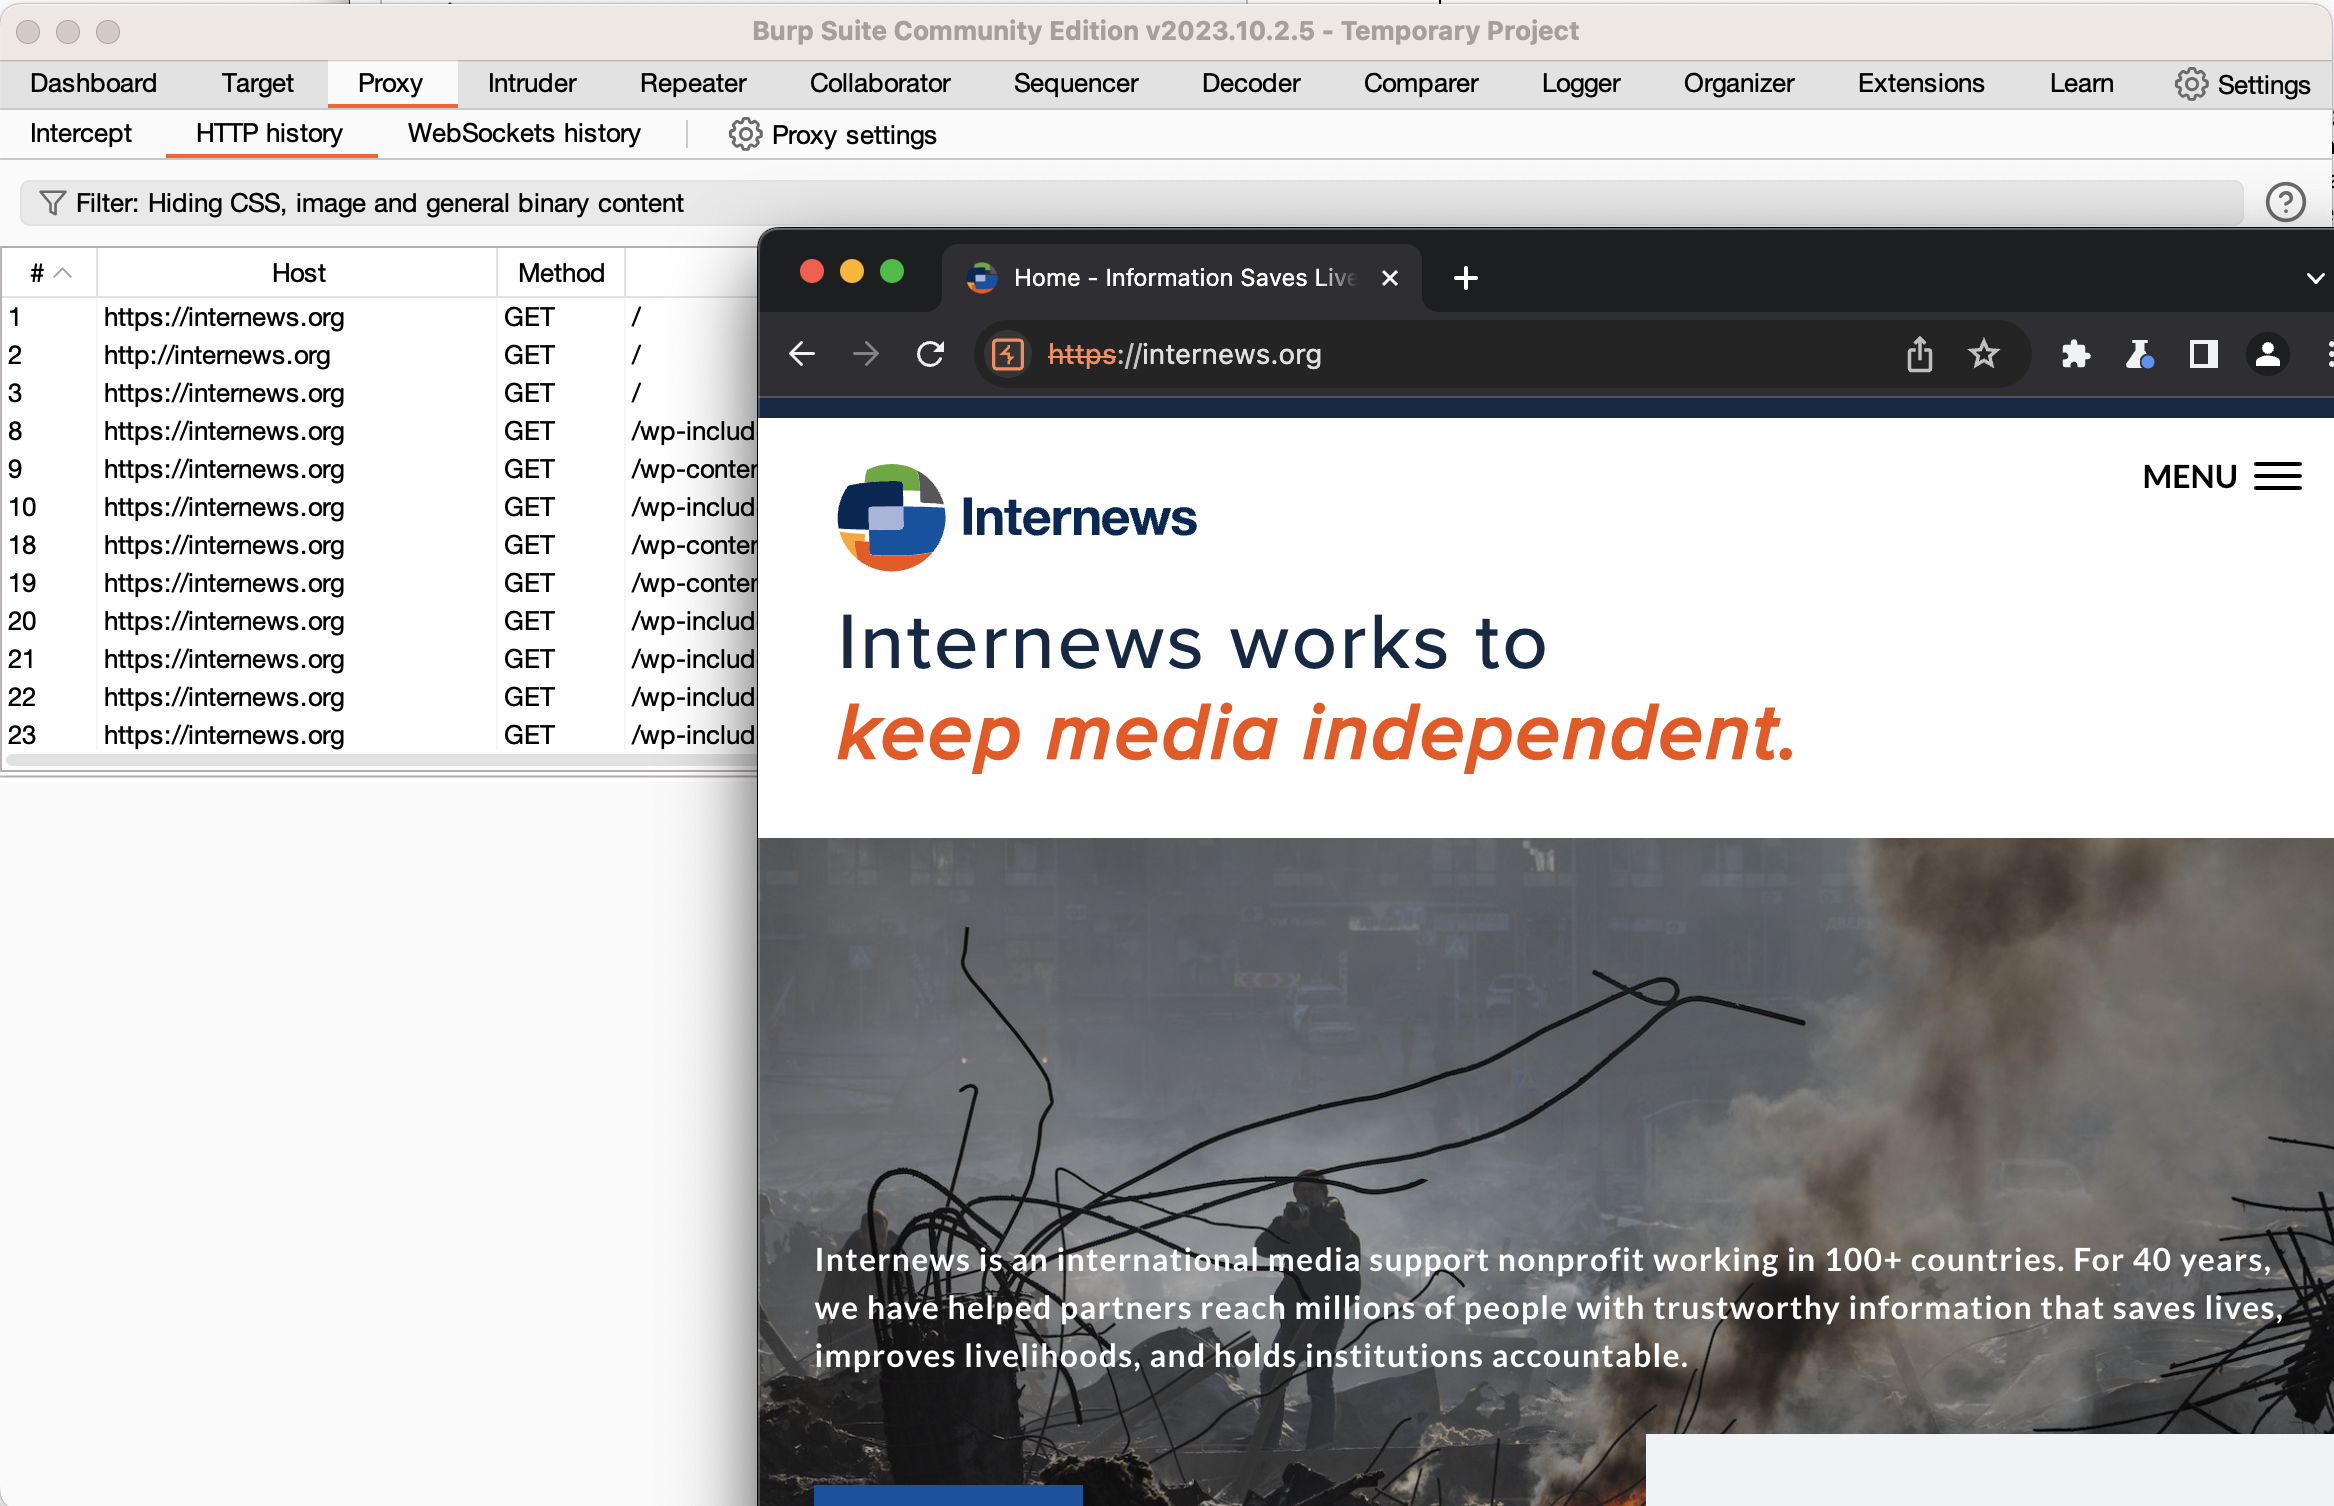 Burp Suite Community Edition v2023.10.2.5 - Temporary Project
Dashboard Target Proxy Intruder Repeater Collaborator Sequencer Decoder Comparer Logger Organizer Extensions Learn Settings
Intercept HTTP history WebSockets history Proxy settings
Filter: Hiding CSS, image and general binary content
# Host Method
1 https://internews.org GET /
2 http://internews.org GET /
3 https://internews.org GET /
8 https://internews.org GET /wp-includ
9 https://internews.org GET /wp-conten
10 https://internews.org GET /wp-includ
18 https://internews.org GET /wp-conten
19 https://internews.org GET /wp-conten
20 https://internews.org GET /wp-includ
21 https://internews.org GET /wp-includ
22 https://internews.org GET /wp-includ
23 https://internews.org GET /wp-includ
Home - Information Saves Live
https://internews.org
MENU
Internews
Internews works to
keep media independent.
Internews is an international media support nonprofit working in 100+ countries. For 40 years,
we have helped partners reach millions of people with trustworthy information that saves lives,
improves livelihoods, and holds institutions accountable.